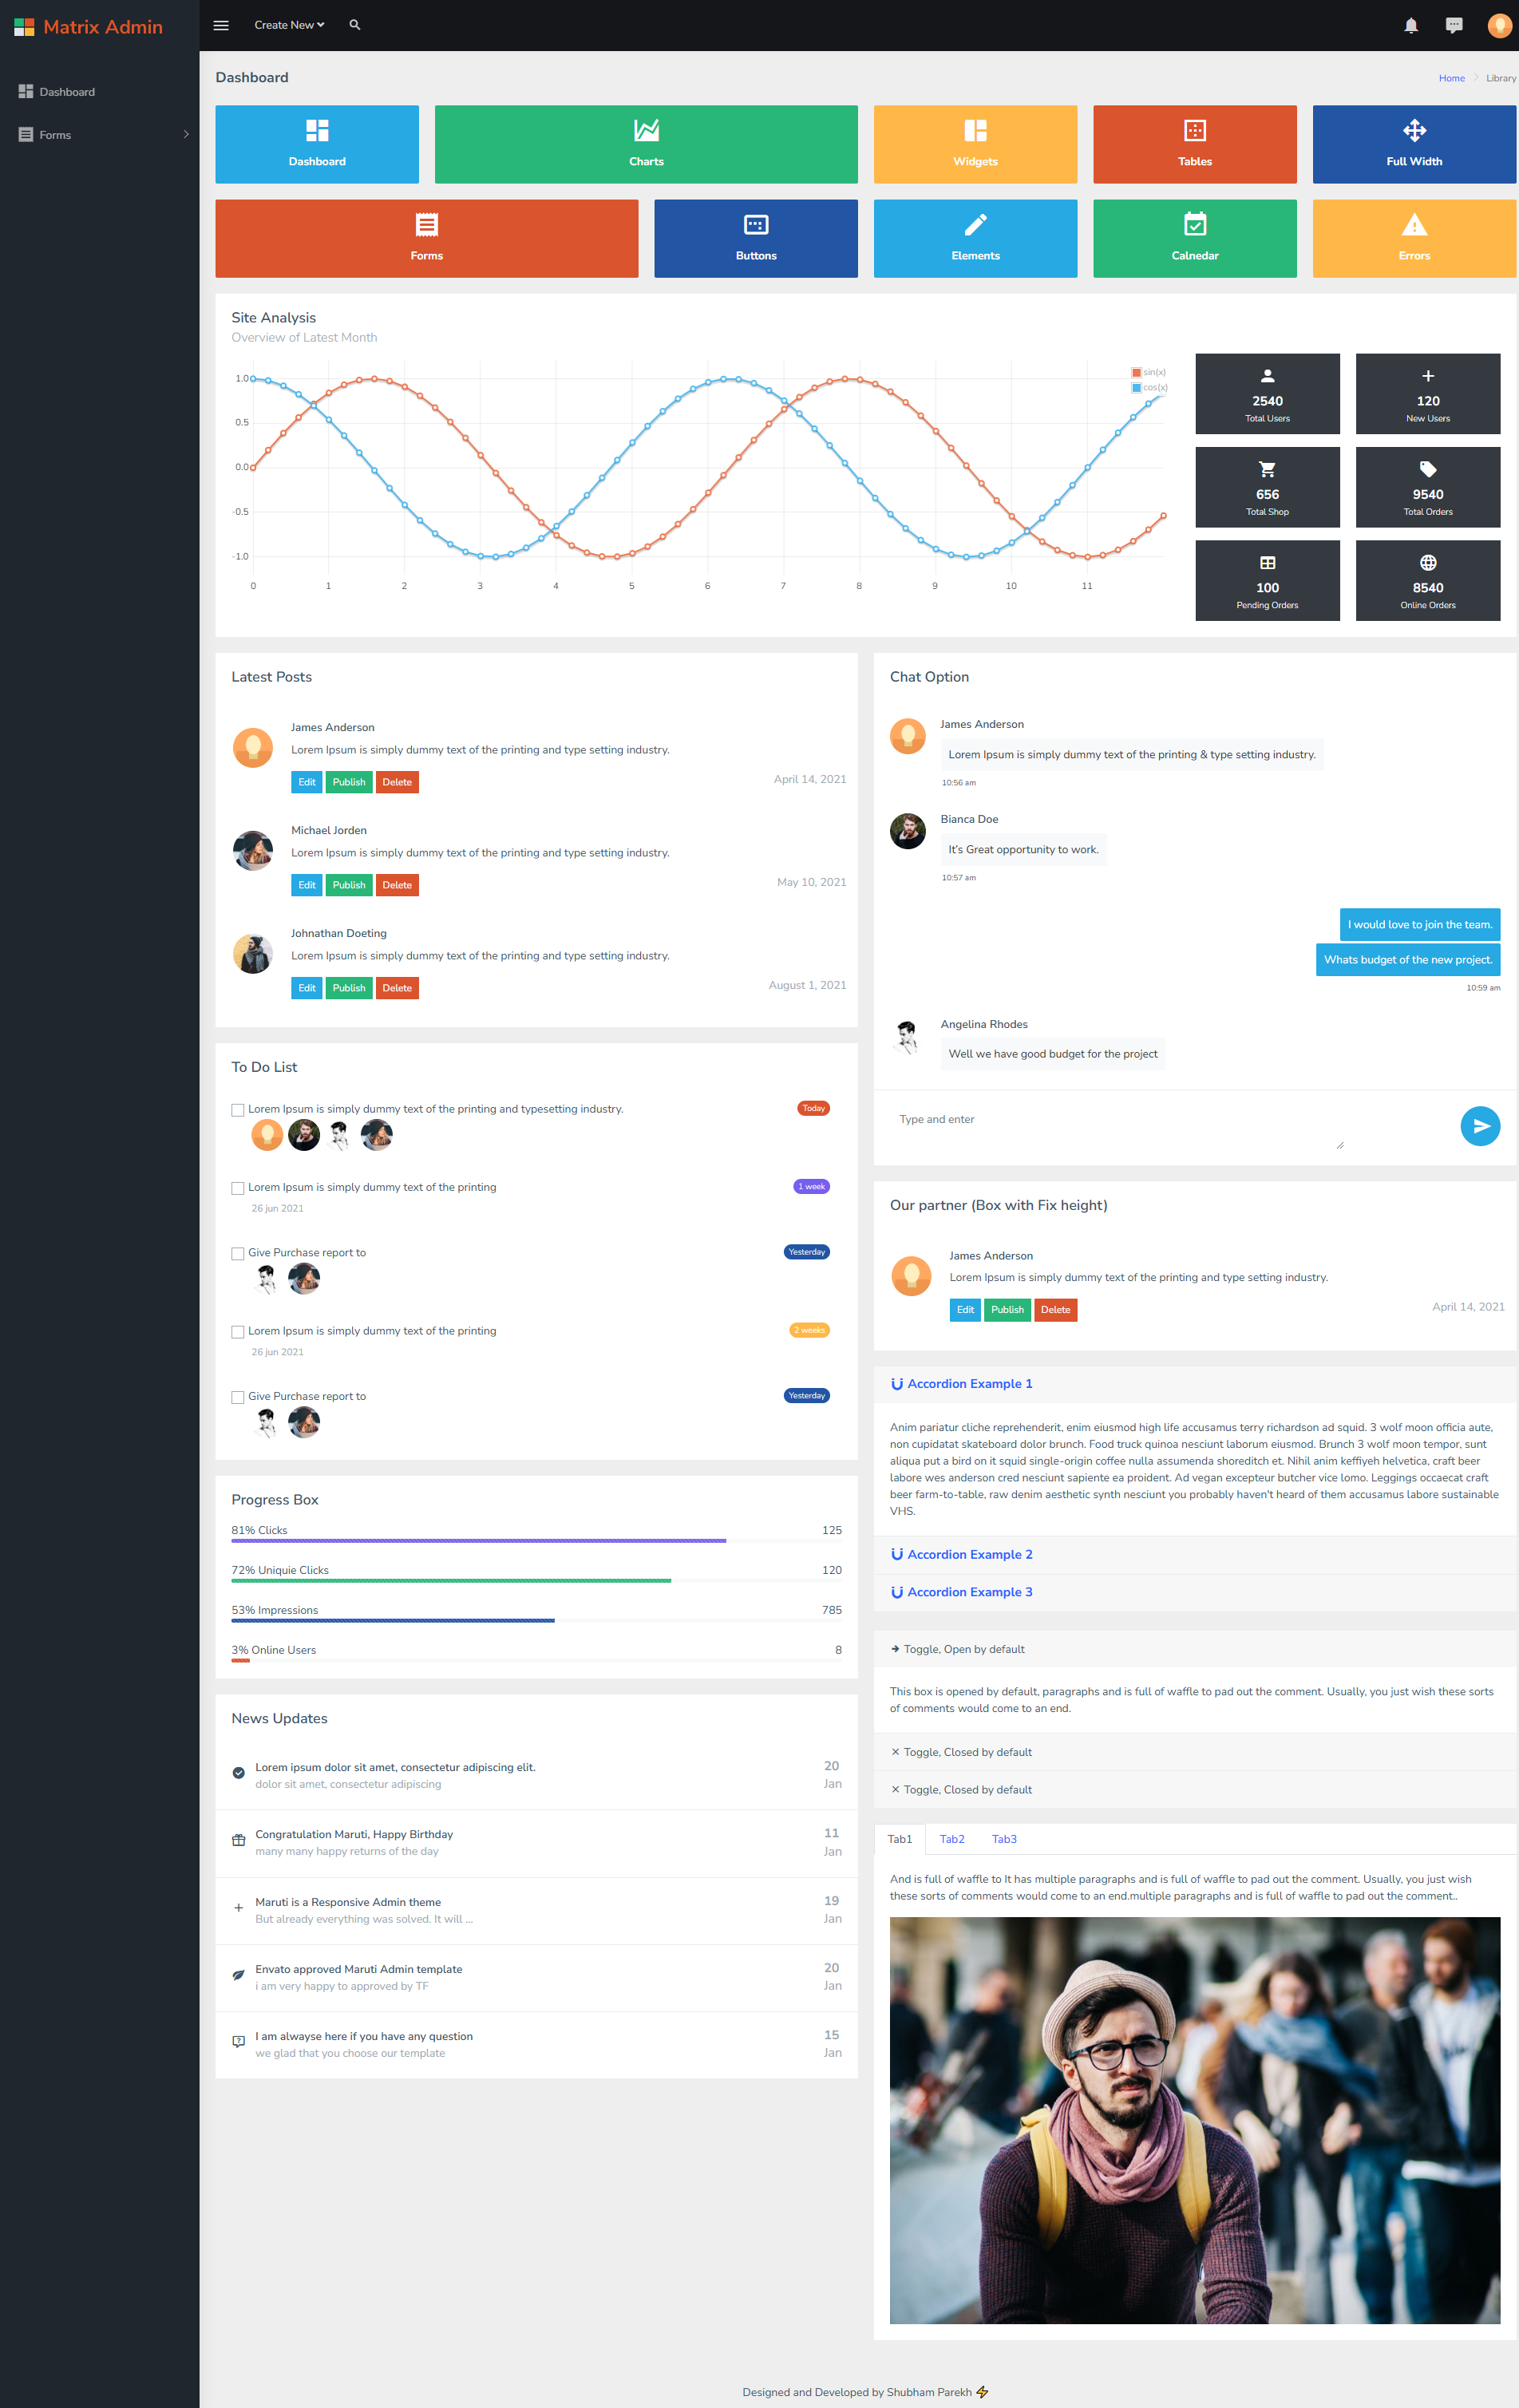 Matrix Admin
Create New
Dashboard
Forms
Dashboard
Home
Library
Dashboard
Charts
Widgets
Tables
Full Width
Forms
Buttons
Elements
Calnedar
Errors
Site Analysis
Overview of Latest Month
1.0
0.5
0.0
-0.5
-1.0
0 1 2 3 4 5 6 7 8 9 10 11
sin(x)
cos(x)
2540
Total Users
120
New Users
656
Total Shop
9540
Total Orders
100
Pending Orders
8540
Online Orders
Latest Posts
James Anderson
Lorem Ipsum is simply dummy text of the printing and type setting industry.
Edit Publish Delete
April 14, 2021
Michael Jorden
Lorem Ipsum is simply dummy text of the printing and type setting industry.
Edit Publish Delete
May 10, 2021
Johnathan Doeting
Lorem Ipsum is simply dummy text of the printing and type setting industry.
Edit Publish Delete
August 1, 2021
To Do List
Lorem Ipsum is simply dummy text of the printing and typesetting industry.
Today
Lorem Ipsum is simply dummy text of the printing
1 week
26 jun 2021
Give Purchase report to
Yesterday
Lorem Ipsum is simply dummy text of the printing
2 weeks
26 jun 2021
Give Purchase report to
Yesterday
Progress Box
81% Clicks
125
72% Uniquie Clicks
120
53% Impressions
785
3% Online Users
8
News Updates
Lorem ipsum dolor sit amet, consectetur adipiscing elit.
dolor sit amet, consectetur adipiscing
20
Jan
Congratulation Maruti, Happy Birthday
many many happy returns of the day
11
Jan
Maruti is a Responsive Admin theme
But already everything was solved. It will ...
19
Jan
Envato approved Maruti Admin template
i am very happy to approved by TF
20
Jan
I am alwayse here if you have any question
we glad that you choose our template
15
Jan
Chat Option
James Anderson
Lorem Ipsum is simply dummy text of the printing & type setting industry.
10:56 am
Bianca Doe
It's Great opportunity to work.
10:57 am
I would love to join the team.
Whats budget of the new project.
10:59 am
Angelina Rhodes
Well we have good budget for the project
Type and enter
Our partner (Box with Fix height)
James Anderson
Lorem Ipsum is simply dummy text of the printing and type setting industry.
Edit Publish Delete
April 14, 2021
Accordion Example 1
Anim pariatur cliche reprehenderit, enim eiusmod high life accusamus terry richardson ad squid. 3 wolf moon officia aute,
non cupidatat skateboard dolor brunch. Food truck quinoa nesciunt laborum eiusmod. Brunch 3 wolf moon tempor, sunt
aliqua put a bird on it squid single-origin coffee nulla assumenda shoreditch et. Nihil anim keffiyeh helvetica, craft beer
labore wes anderson cred nesciunt sapiente ea proident. Ad vegan excepteur butcher vice lomo. Leggings occaecat craft
beer farm-to-table, raw denim aesthetic synth nesciunt you probably haven't heard of them accusamus labore sustainable
VHS.
Accordion Example 2
Accordion Example 3
Toggle, Open by default
This box is opened by default, paragraphs and is full of waffle to pad out the comment. Usually, you just wish these sorts
of comments would come to an end.
Toggle, Closed by default
Toggle, Closed by default
Tab1 Tab2 Tab3
And is full of waffle to It has multiple paragraphs and is full of waffle to pad out the comment. Usually, you just wish
these sorts of comments would come to an end.multiple paragraphs and is full of waffle to pad out the comment..
Designed and Developed by Shubham Parekh